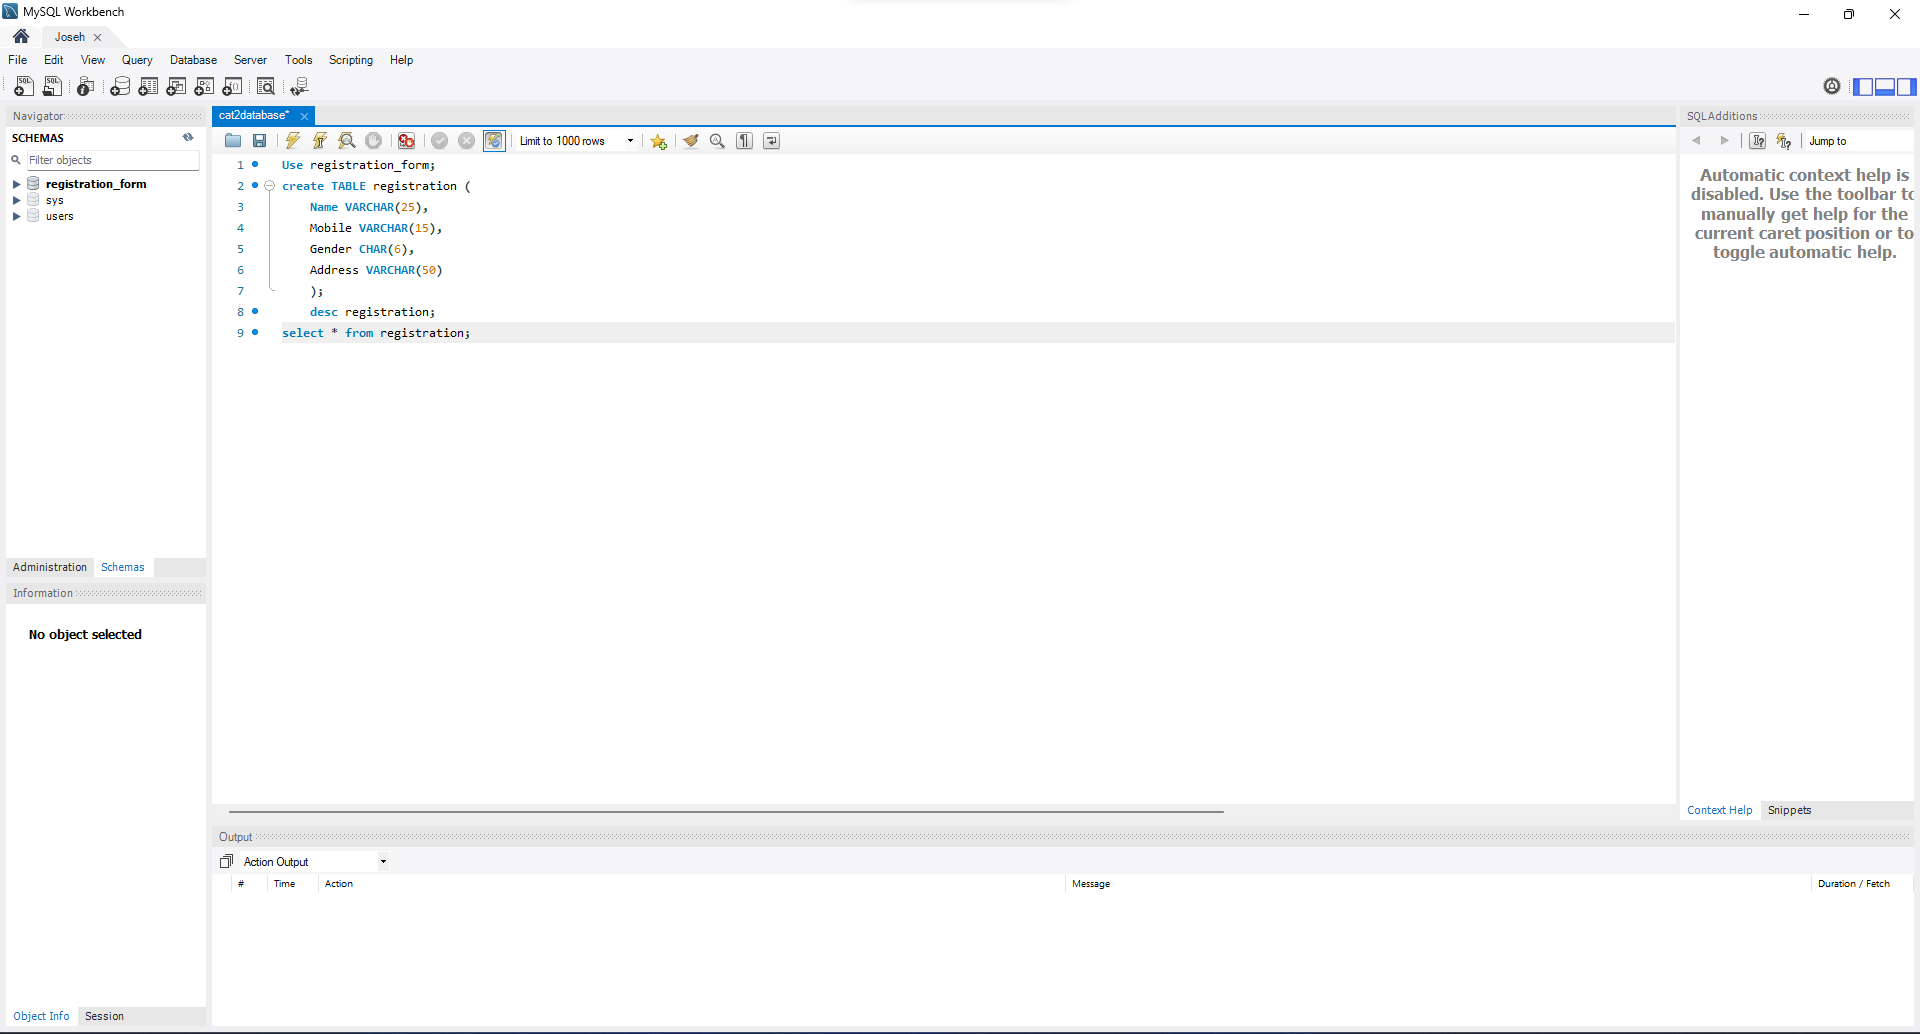 MySQL Workbench
Joseh
File Edit View Query Database Server Tools Scripting Help
Navigator
SCHEMAS
Filter objects
registration_form
sys
users
Administration Schemas
Information
No object selected
Object Info Session
cat2database*
Limit to 1000 rows
1 Use registration_form;
2 create TABLE registration (
3 Name VARCHAR(25),
4 Mobile VARCHAR(15),
5 Gender CHAR(6),
6 Address VARCHAR(50)
7 );
8 desc registration;
9 select * from registration;
Output
Action Output
# Time Action Message Duration / Fetch
SQLAdditions
Jump to
Automatic context help is
disabled. Use the toolbar to
manually get help for the
current caret position or to
toggle automatic help.
Context Help Snippets